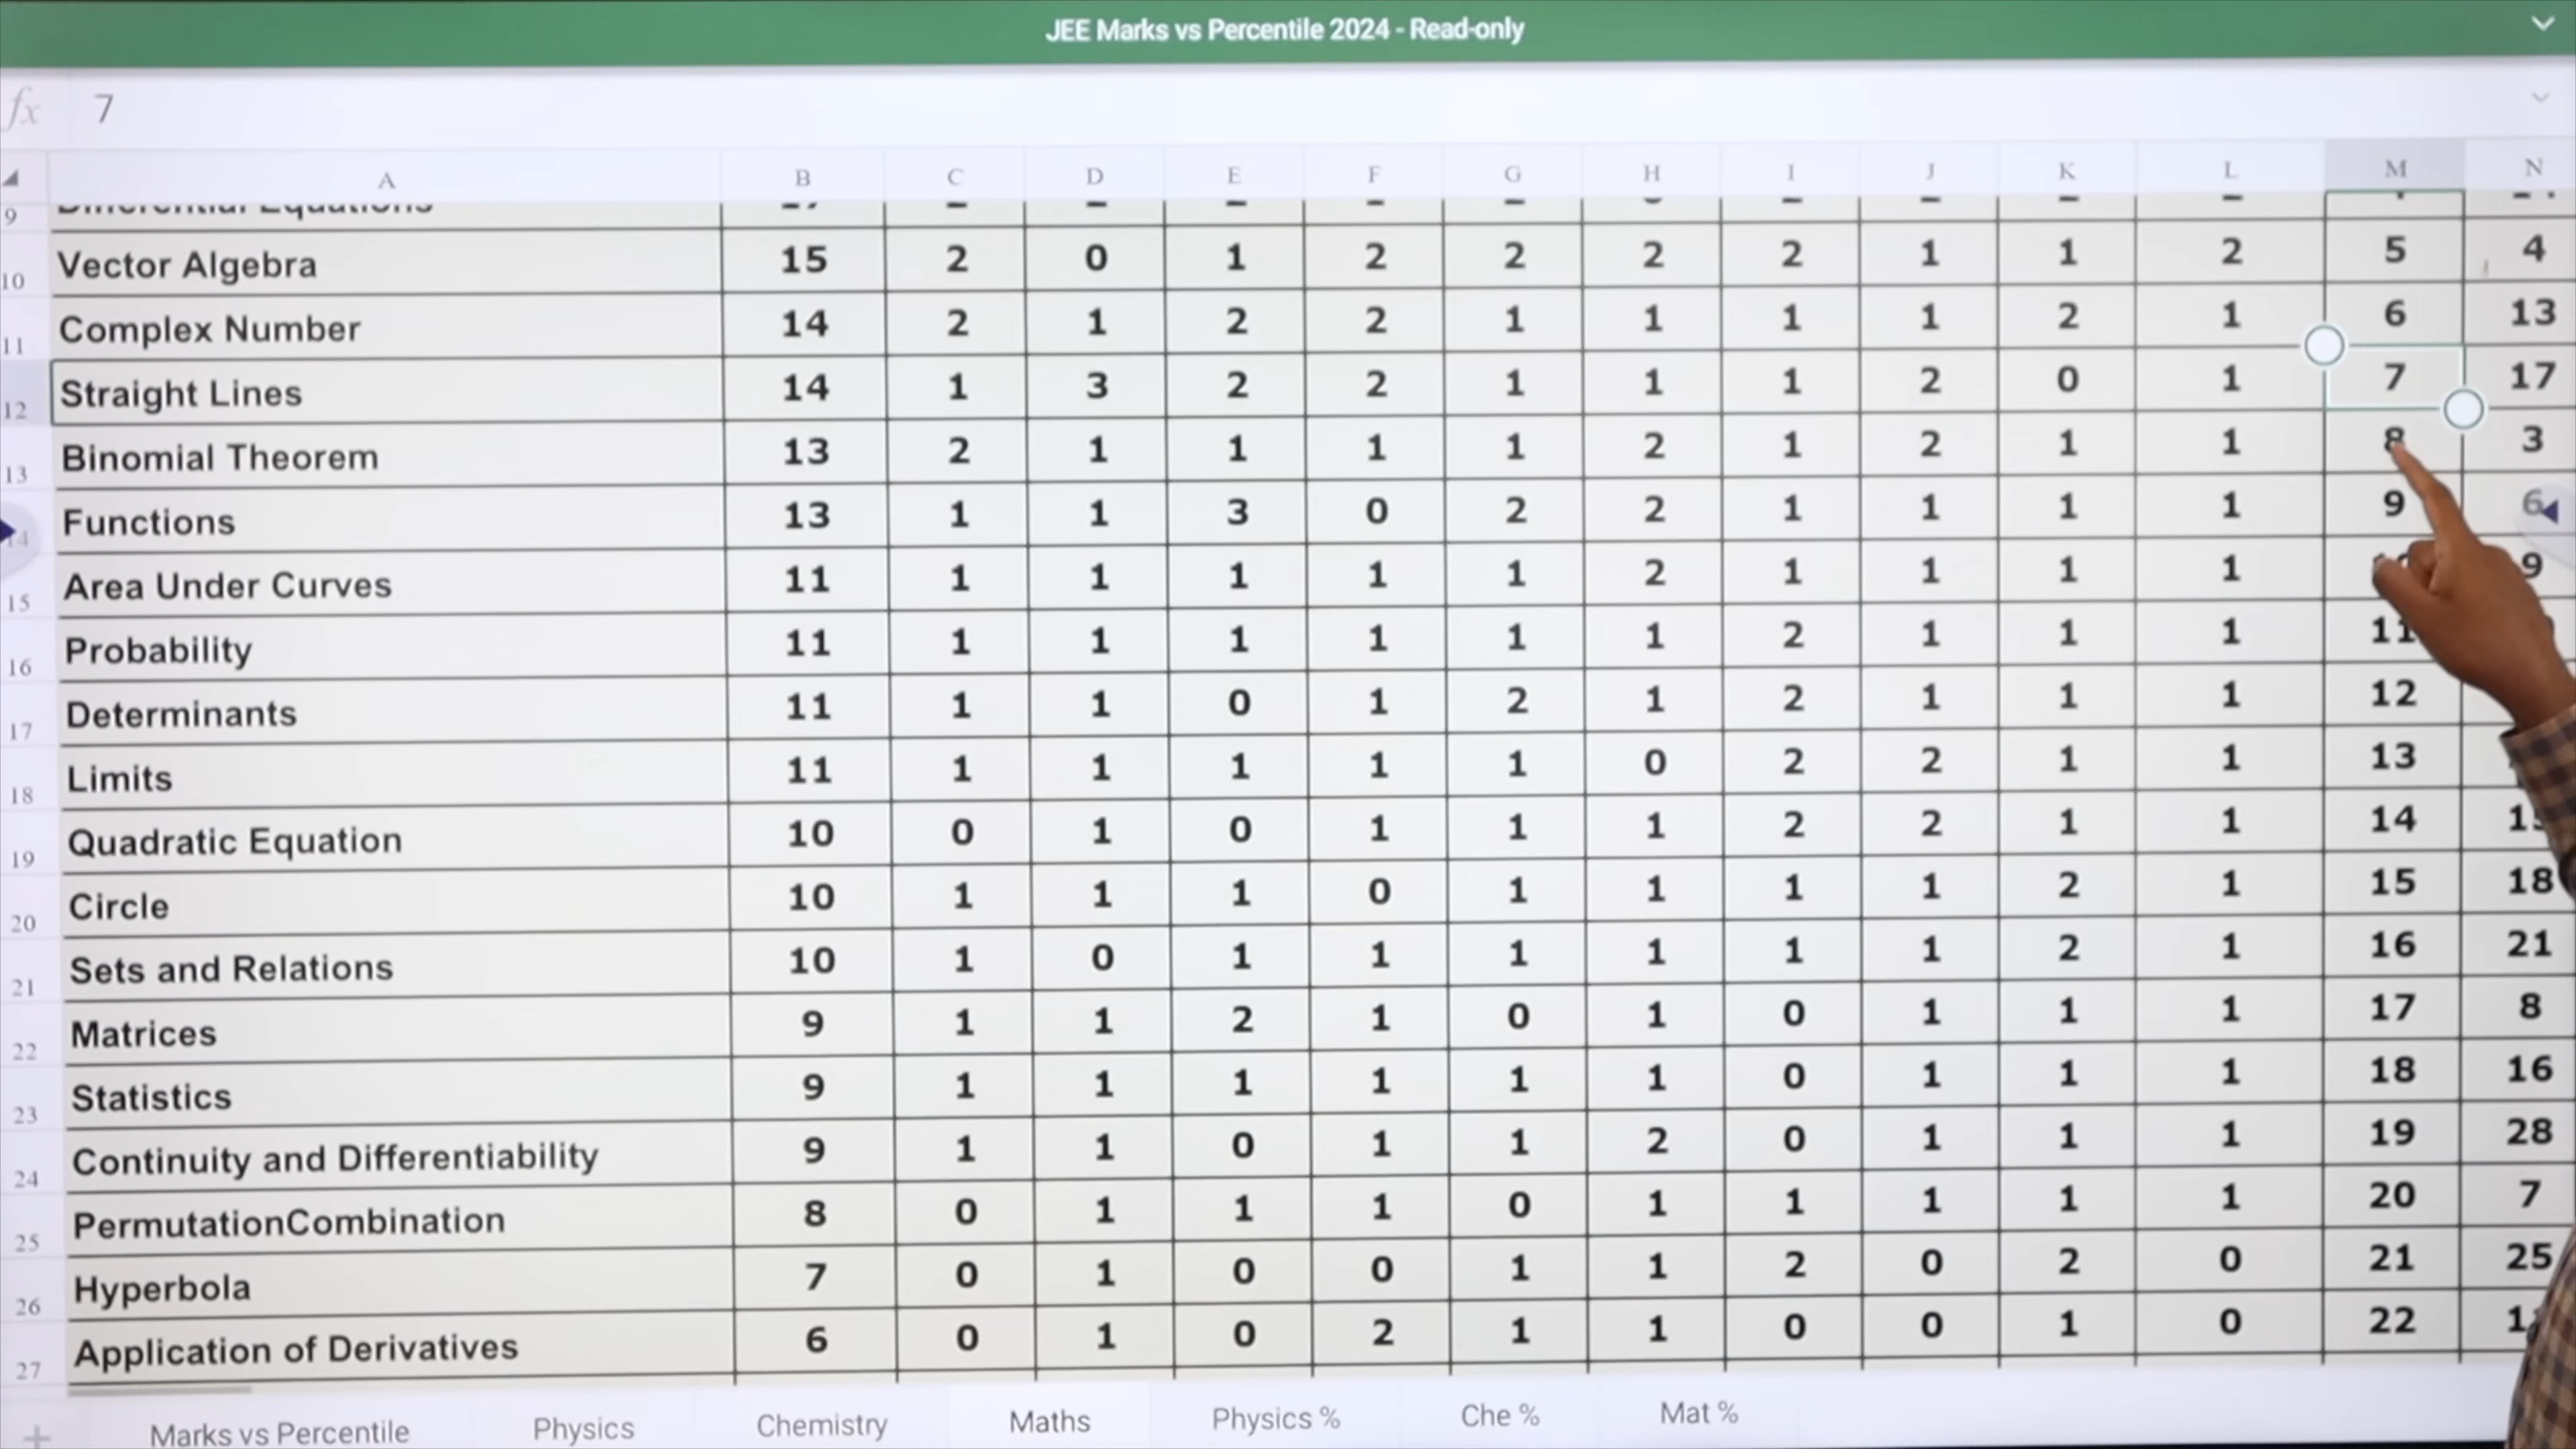 JEE Marks vs Percentile 2024 - Read-only
fx 7
A B C D E F G H I J K L M N
9 Differential Equations
10 Vector Algebra 15 2 0 1 2 2 2 2 1 1 2 5 4
11 Complex Number 14 2 1 2 2 1 1 1 1 2 1 6 13
12 Straight Lines 14 1 3 2 2 1 1 1 2 0 1 7 17
13 Binomial Theorem 13 2 1 1 1 1 2 1 2 1 1 8 3
14 Functions 13 1 1 3 0 2 2 1 1 1 1 9 6
15 Area Under Curves 11 1 1 1 1 1 2 1 1 1 1 9
16 Probability 11 1 1 1 1 1 1 2 1 1 1 11
17 Determinants 11 1 1 0 1 2 1 2 1 1 1 12
18 Limits 11 1 1 1 1 1 0 2 2 1 1 13
19 Quadratic Equation 10 0 1 0 1 1 1 2 2 1 1 14
20 Circle 10 1 1 1 0 1 1 1 1 2 1 15 18
21 Sets and Relations 10 1 0 1 1 1 1 1 1 2 1 16 21
22 Matrices 9 1 1 2 1 0 1 0 1 1 1 17 8
23 Statistics 9 1 1 1 1 1 1 0 1 1 1 18 16
24 Continuity and Differentiability 9 1 1 0 1 1 2 0 1 1 1 19 28
25 PermutationCombination 8 0 1 1 1 0 1 1 1 1 1 20 7
26 Hyperbola 7 0 1 0 0 1 1 2 0 2 0 21 25
27 Application of Derivatives 6 0 1 0 2 1 1 0 0 1 0 22
+ Marks vs Percentile Physics Chemistry Maths Physics % Che % Mat %